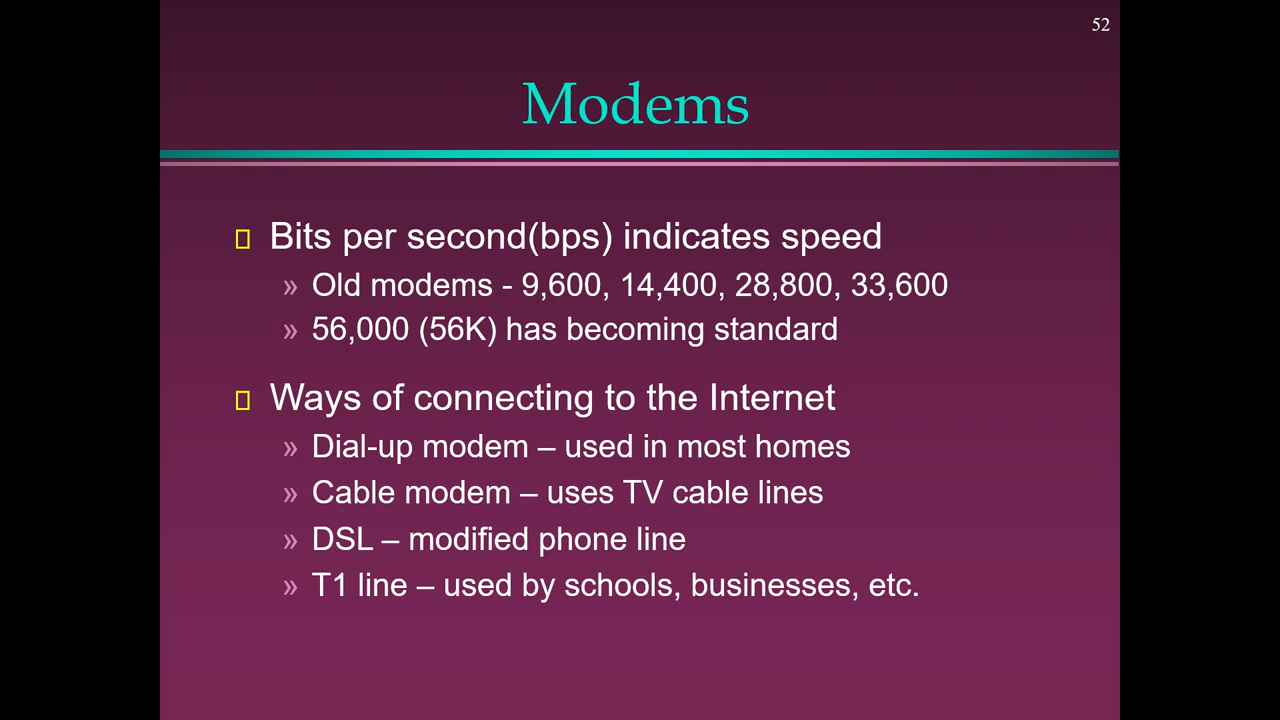 52
Modems
Bits per second(bps) indicates speed
» Old modems - 9,600, 14,400, 28,800, 33,600
» 56,000 (56K) has becoming standard
Ways of connecting to the Internet
» Dial-up modem – used in most homes
» Cable modem – uses TV cable lines
» DSL – modified phone line
» T1 line – used by schools, businesses, etc.